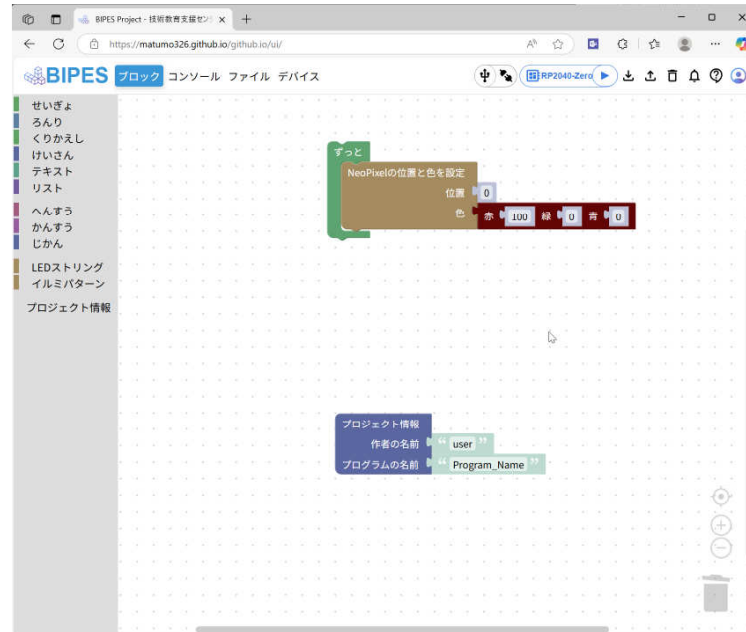 BIPES Project - 技術教育支援セン
https://matumo326.github.io/github.io/ui/
BIPES ブロック コンソール ファイル デバイス RP2040-Zero
せいぎょ
ろんり
くりかえし
けいさん
テキスト
リスト
へんすう
かんすう
じかん
LEDストリング
イルミパターン
プロジェクト情報
ずっと
NeoPixelの位置と色を設定
位置 0
色 赤 100 緑 0 青 0
プロジェクト情報
作者の名前 “ user ”
プログラムの名前 “ Program_Name ”